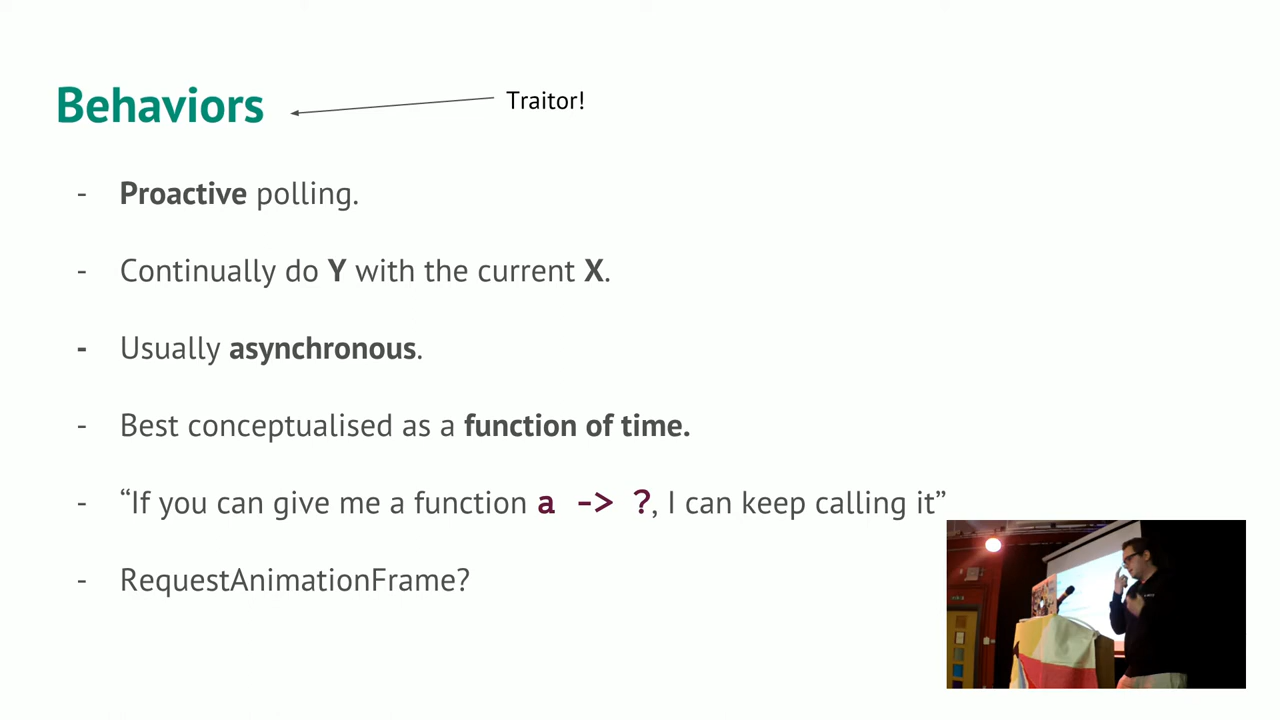 Behaviors
Traitor!
- Proactive polling.
- Continually do Y with the current X.
- Usually asynchronous.
- Best conceptualised as a function of time.
- “If you can give me a function a -> ?, I can keep calling it”
- RequestAnimationFrame?